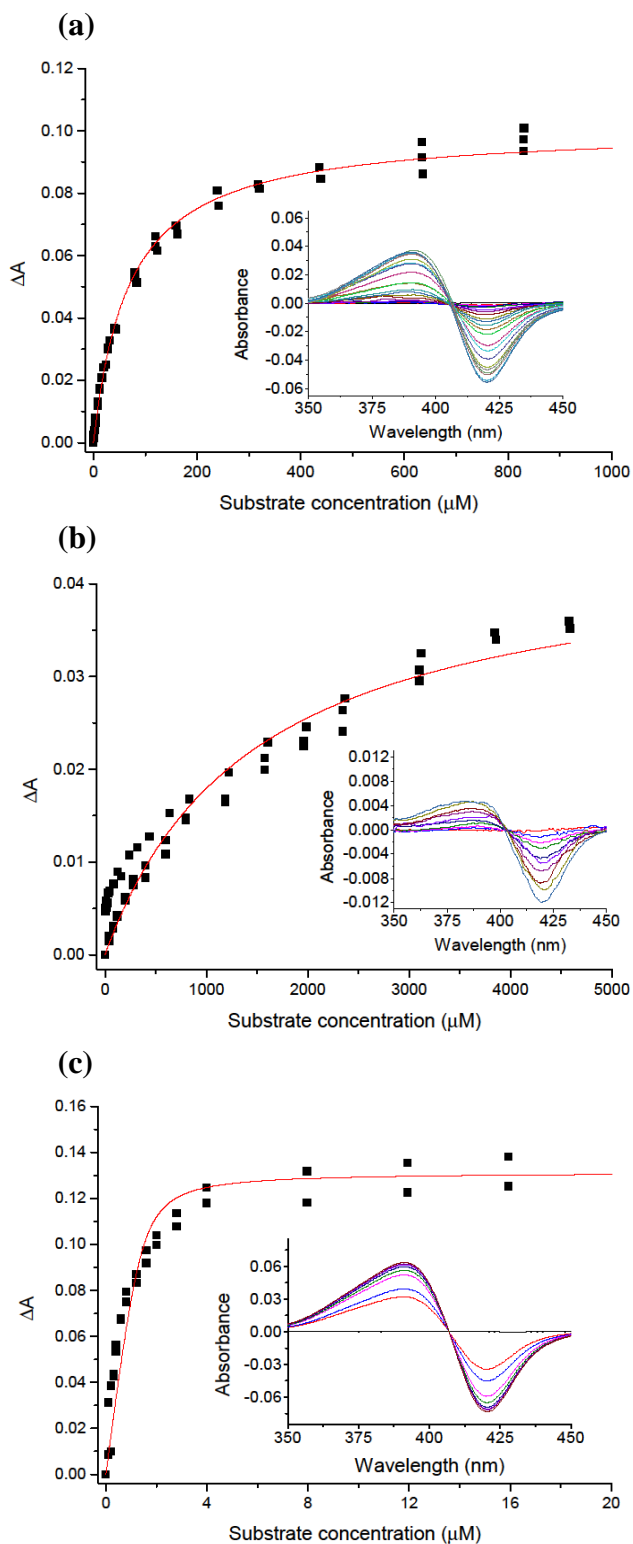 (a)
0.12
0.10
0.08
0.06
0.04
0.02
0.00
ΔA
0 200 400 600 800 1000
Substrate concentration (μM)
0.06
0.04
0.02
0.00
-0.02
-0.04
-0.06
Absorbance
350 375 400 425 450
Wavelength (nm)
(b)
0.04
0.03
0.02
0.01
0.00
ΔA
0 1000 2000 3000 4000 5000
Substrate concentration (μM)
0.012
0.008
0.004
0.000
-0.004
-0.008
-0.012
Absorbance
350 375 400 425 450
Wavelength (nm)
(c)
0.16
0.14
0.12
0.10
0.08
0.06
0.04
0.02
0.00
ΔA
0 4 8 12 16 20
Substrate concentration (μM)
0.06
0.03
0.00
-0.03
-0.06
Absorbance
350 375 400 425 450
Wavelength (nm)